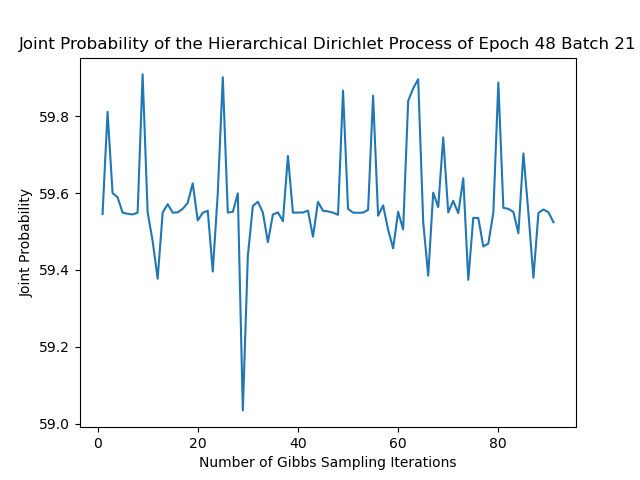 Joint Probability of the Hierarchical Dirichlet Process of Epoch 48 Batch 21
59.8
59.6
59.4
59.2
59.0
Joint Probability
0 20 40 60 80
Number of Gibbs Sampling Iterations